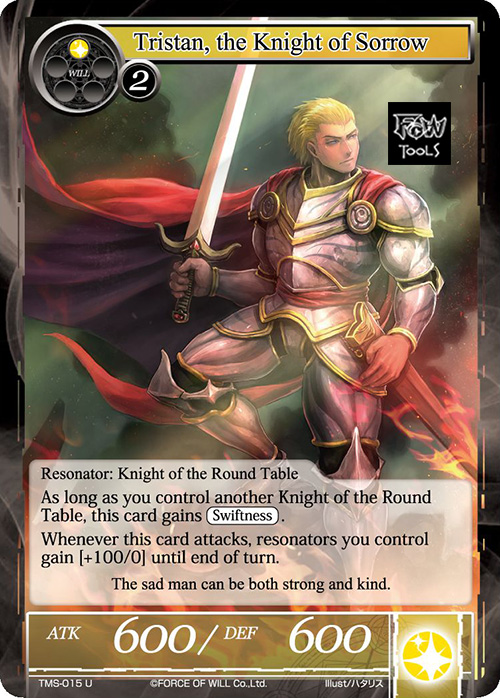 Tristan, the Knight of Sorrow
WILL
2
FōW
TOOLS
Resonator: Knight of the Round Table
As long as you control another Knight of the Round
Table, this card gains Swiftness.
Whenever this card attacks, resonators you control
gain [+100/0] until end of turn.
The sad man can be both strong and kind.
ATK 600/ DEF 600
TMS-015 U ©FORCE OF WILL Co.,Ltd. Illust/ハタリス